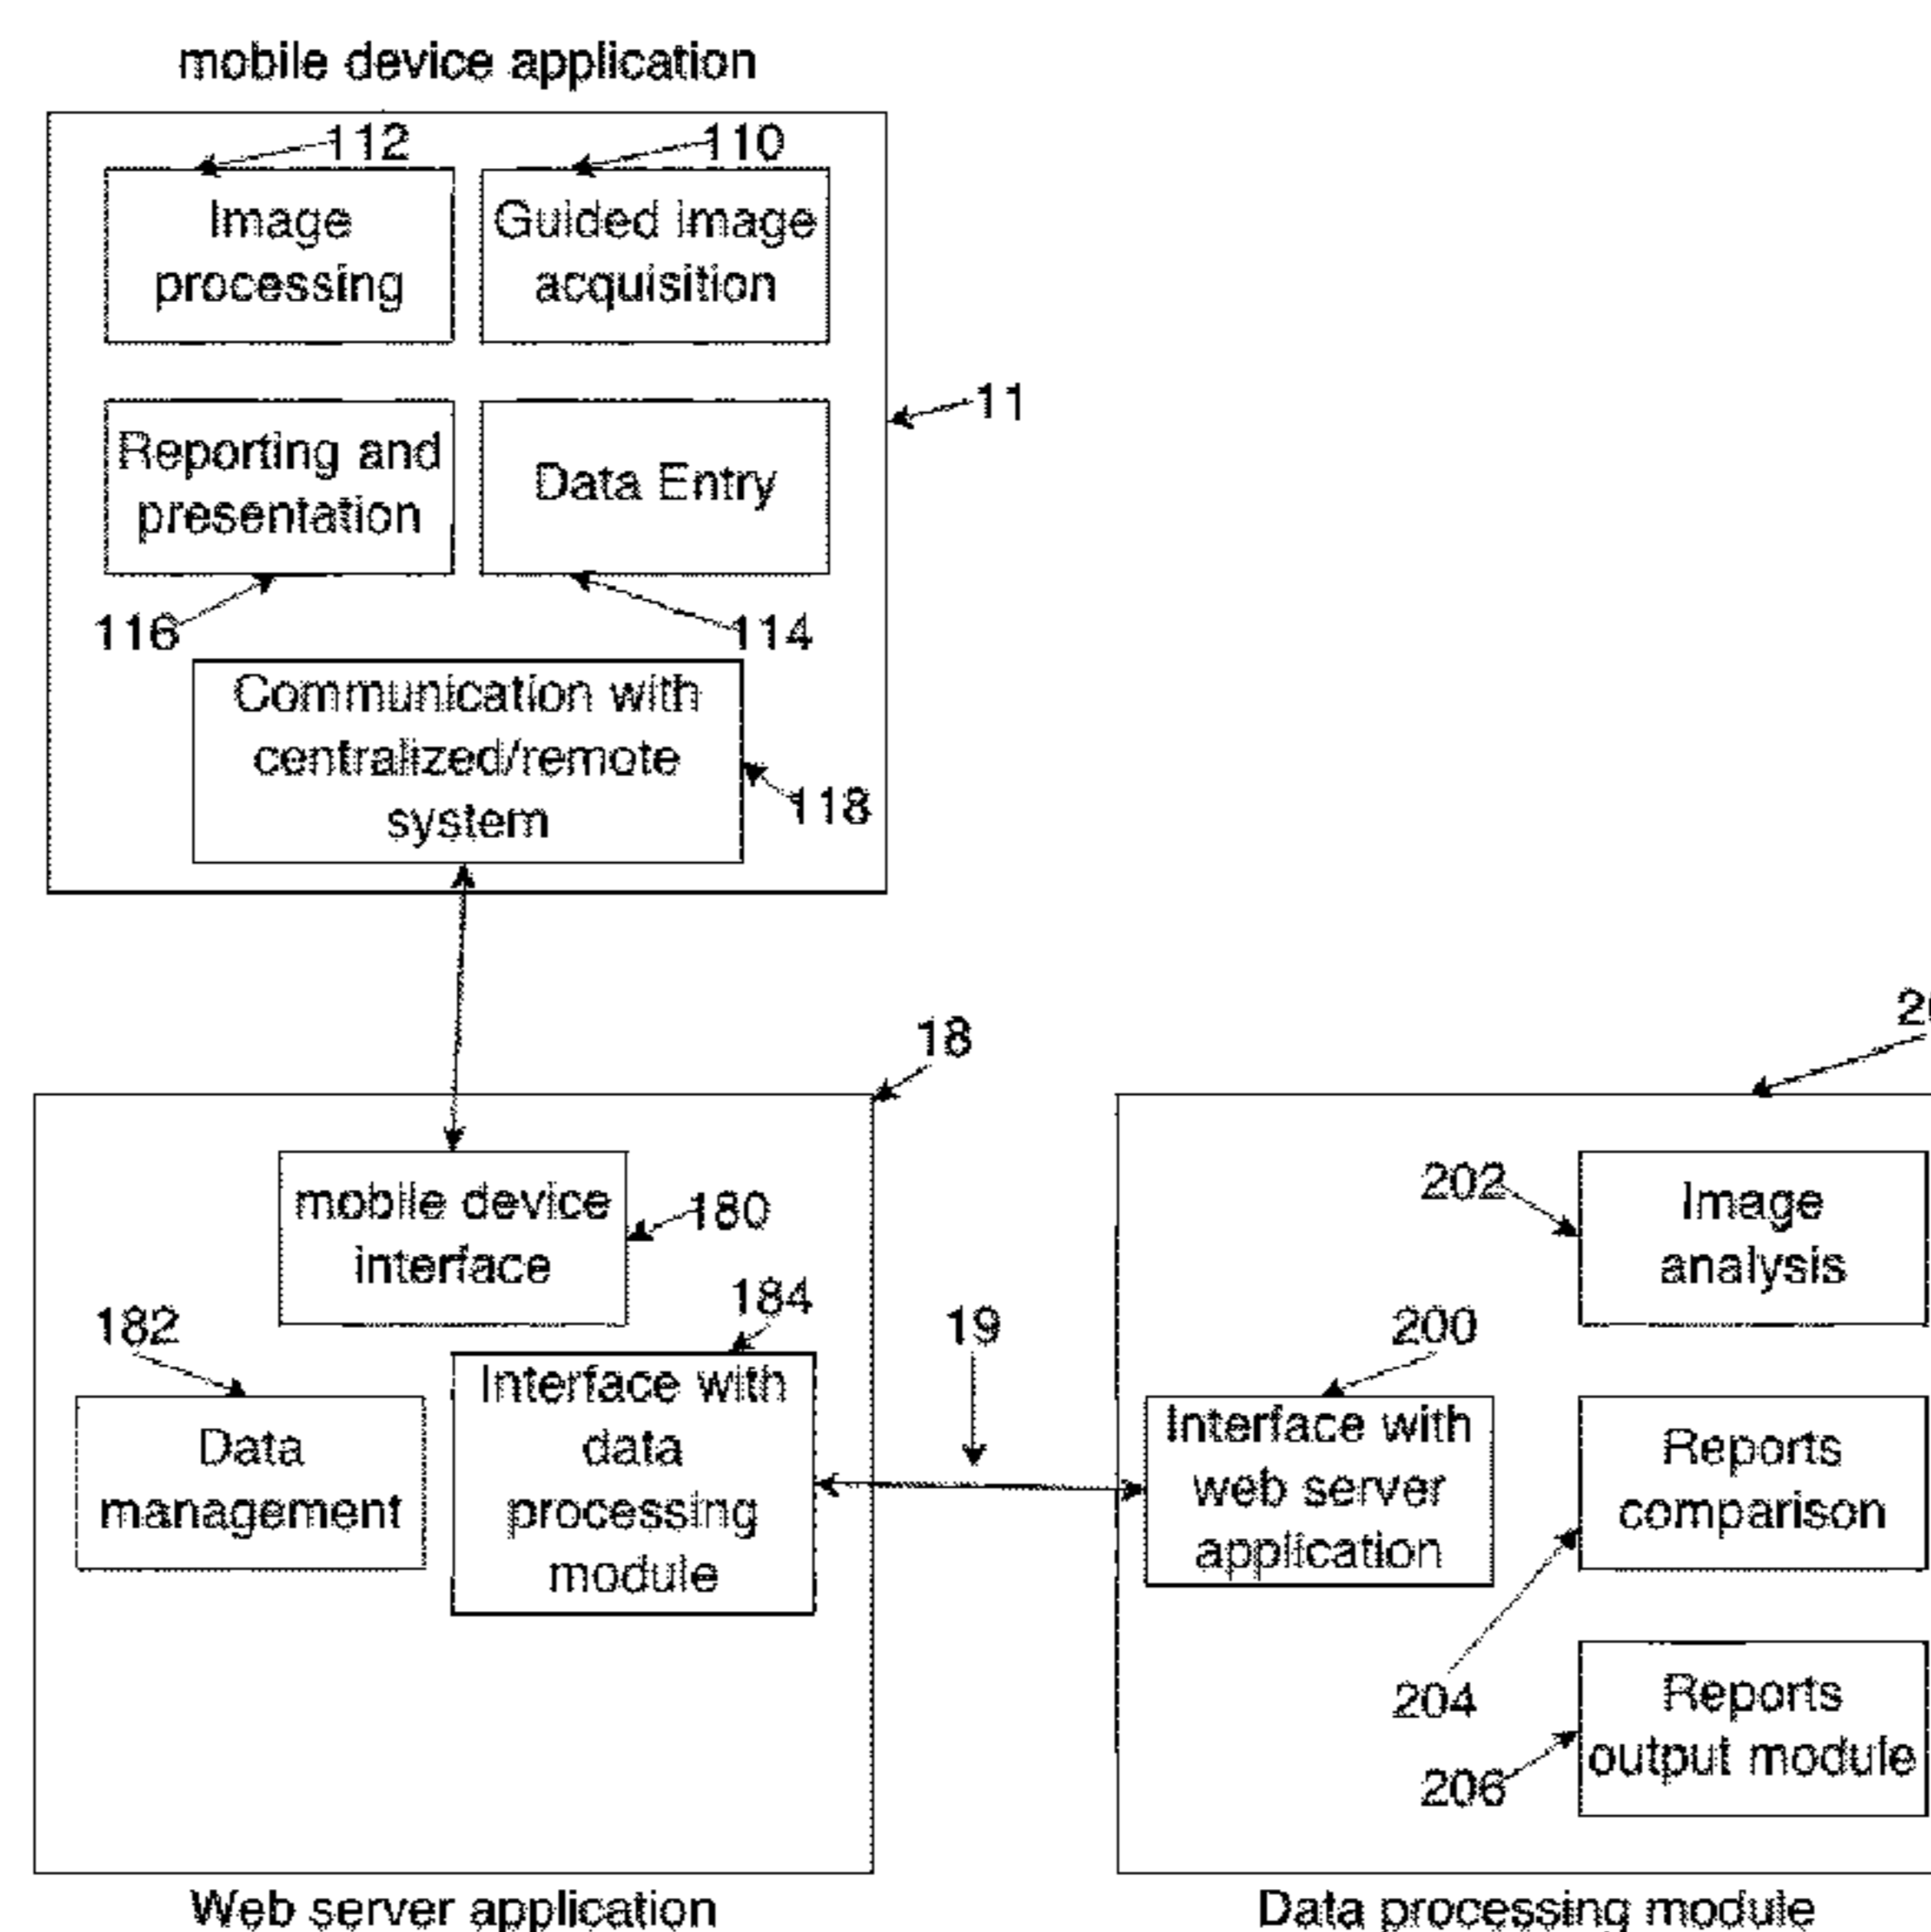 mobile device application
112
110
Image
processing
Guided image
acquisition
11
Reporting and
presentation
Data Entry
116
114
Communication with
centralized/remote
system
118
18
mobile device
interface
180
184
182
Data
management
Interface with
data
processing
module
19
202
Image
analysis
200
Interface with
web server
application
Reports
comparison
204
Reports
output module
206
Web server application
Data processing module